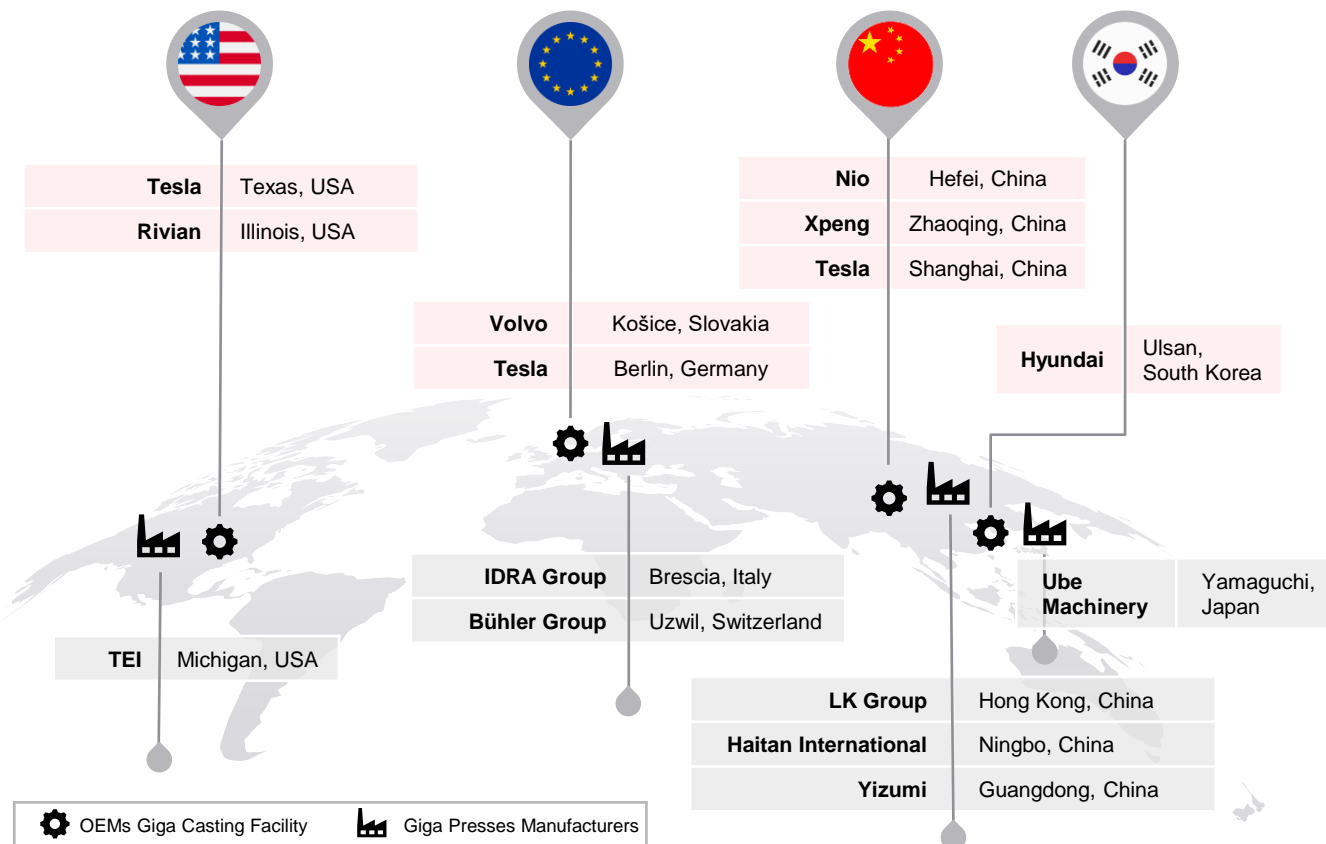 Tesla Texas, USA
Rivian Illinois, USA
Nio Hefei, China
Xpeng Zhaoqing, China
Tesla Shanghai, China
Volvo Košice, Slovakia
Tesla Berlin, Germany
Hyundai Ulsan,
South Korea
IDRA Group Brescia, Italy
Bühler Group Uzwil, Switzerland
Ube Yamaguchi,
Machinery Japan
TEI Michigan, USA
LK Group Hong Kong, China
Haitan International Ningbo, China
Yizumi Guangdong, China
OEMs Giga Casting Facility Giga Presses Manufacturers